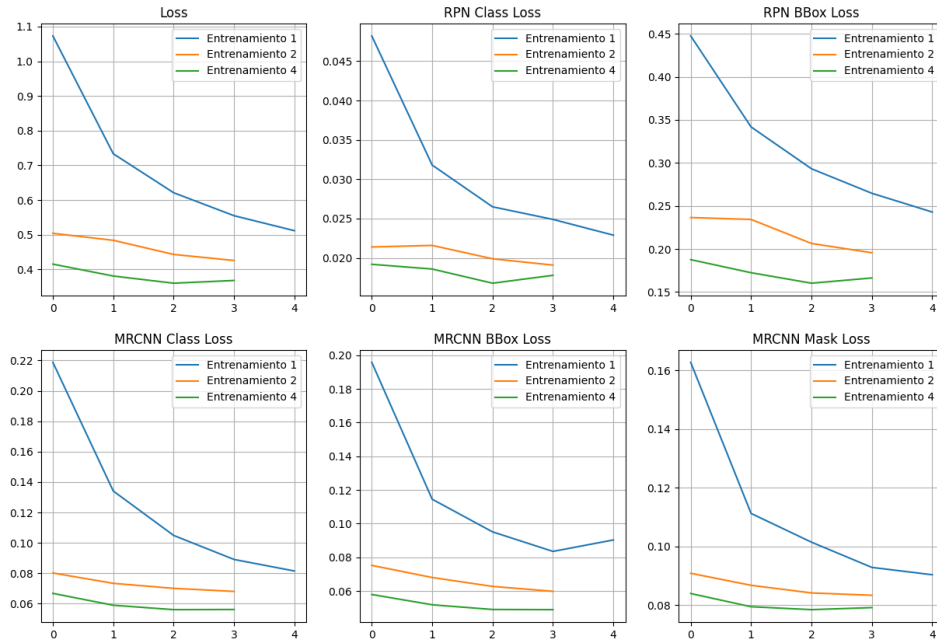 Loss
1.1
1.0
0.9
0.8
0.7
0.6
0.5
0.4
0 1 2 3 4
Entrenamiento 1
Entrenamiento 2
Entrenamiento 4
RPN Class Loss
0.045
0.040
0.035
0.030
0.025
0.020
0 1 2 3 4
Entrenamiento 1
Entrenamiento 2
Entrenamiento 4
RPN BBox Loss
0.45
0.40
0.35
0.30
0.25
0.20
0.15
0 1 2 3 4
Entrenamiento 1
Entrenamiento 2
Entrenamiento 4
MRCNN Class Loss
0.22
0.20
0.18
0.16
0.14
0.12
0.10
0.08
0.06
0 1 2 3 4
Entrenamiento 1
Entrenamiento 2
Entrenamiento 4
MRCNN BBox Loss
0.20
0.18
0.16
0.14
0.12
0.10
0.08
0.06
0 1 2 3 4
Entrenamiento 1
Entrenamiento 2
Entrenamiento 4
MRCNN Mask Loss
0.16
0.14
0.12
0.10
0.08
0 1 2 3 4
Entrenamiento 1
Entrenamiento 2
Entrenamiento 4